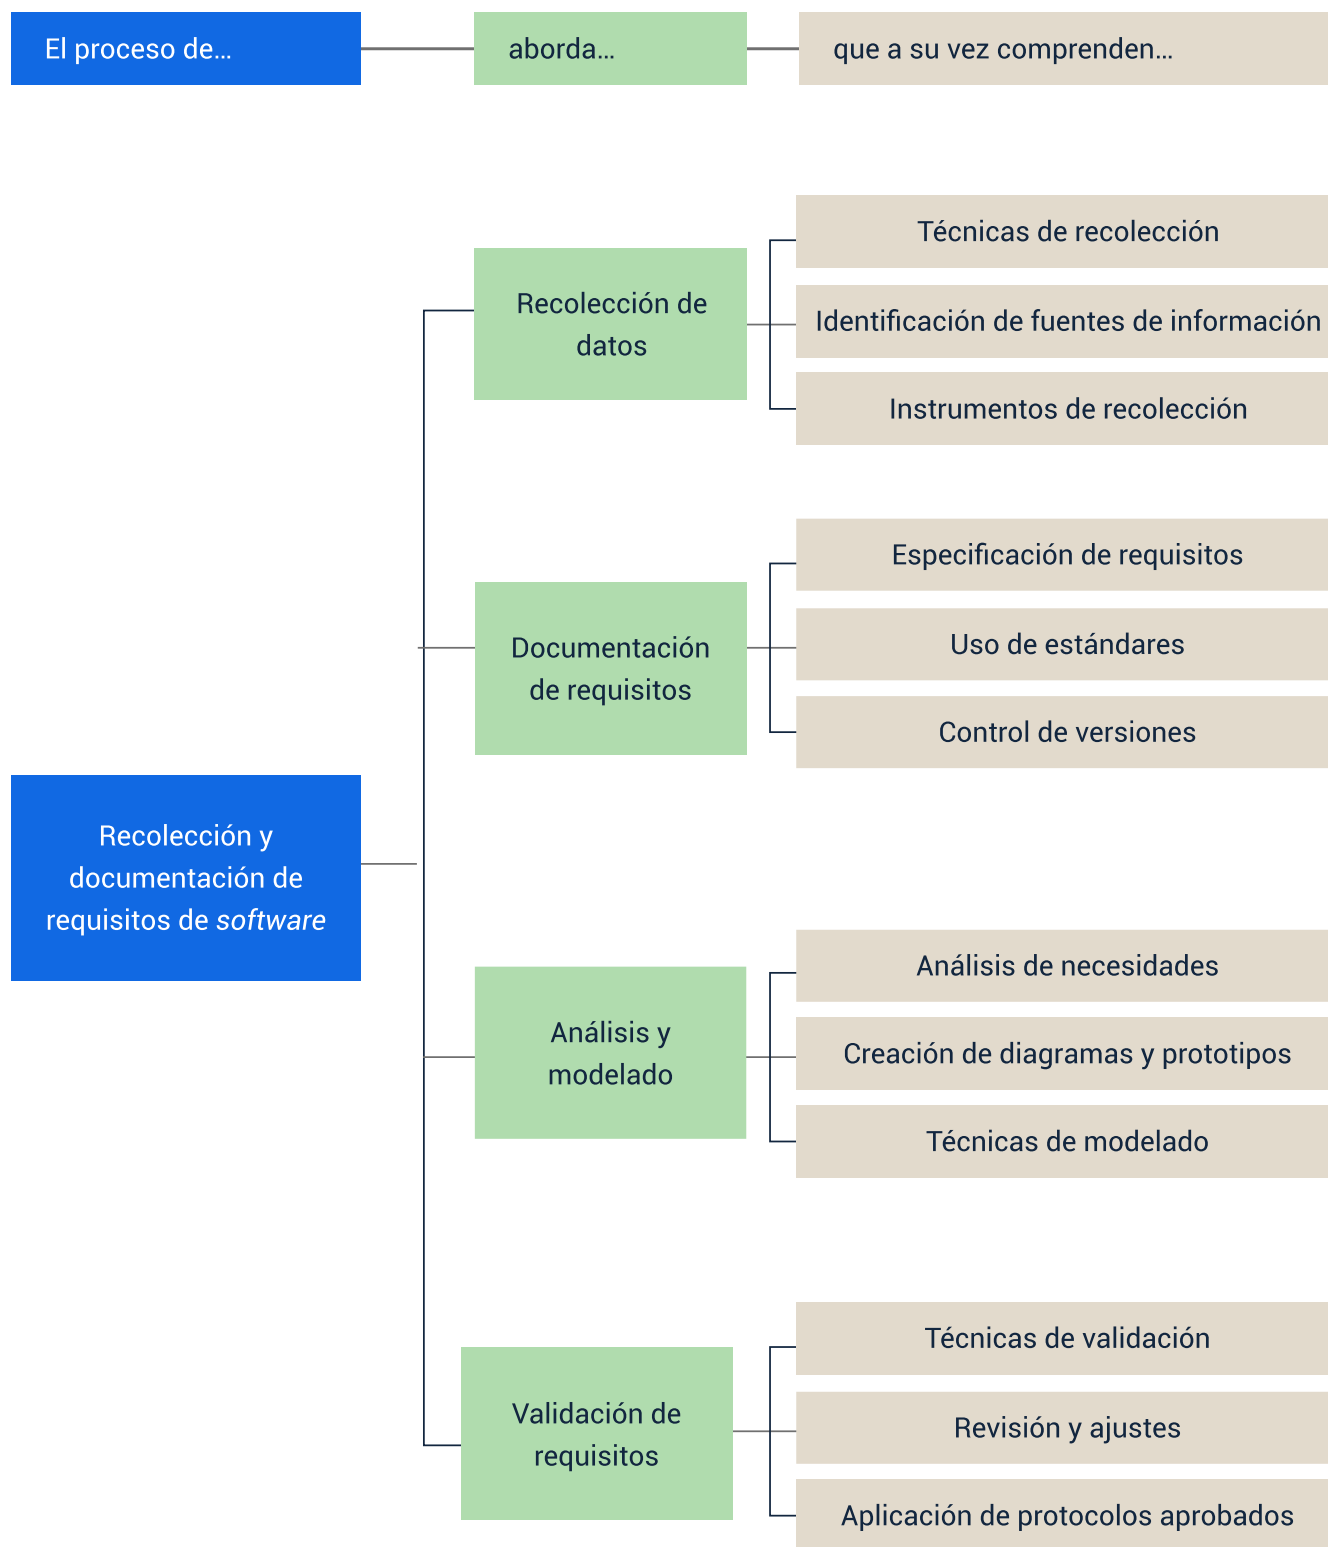 El proceso de...
aborda...
que a su vez comprenden...
Técnicas de recolección
Recolección de
datos
Identificación de fuentes de información
Instrumentos de recolección
Especificación de requisitos
Documentación
de requisitos
Uso de estándares
Control de versiones
Recolección y
documentación de
requisitos de software
Análisis de necesidades
Análisis y
modelado
Creación de diagramas y prototipos
Técnicas de modelado
Técnicas de validación
Validación de
requisitos
Revisión y ajustes
Aplicación de protocolos aprobados